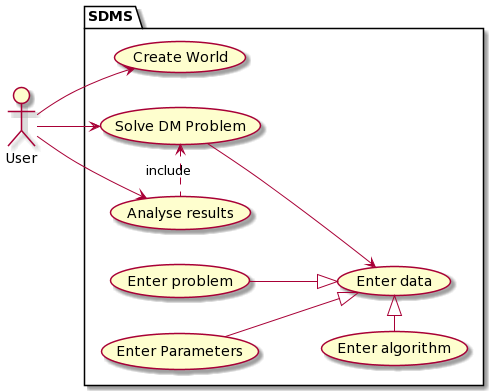 SDMS
Create World
Solve DM Problem
User
include
Analyse results
Enter problem
Enter data
Enter Parameters
Enter algorithm